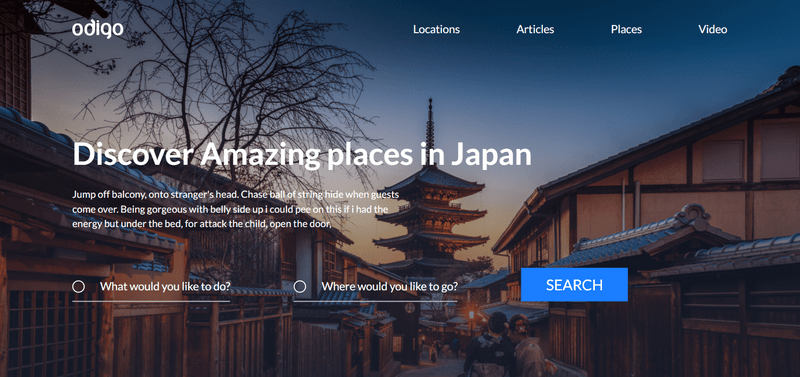 odigo
Locations
Articles
Places
Video
Discover Amazing places in Japan
Jump off balcony, onto stranger's head. Chase ball of string hide when guests
come over. Being gorgeous with belly side up i could pee on this if i had the
energy but under the bed, for attack the child, open the door,
What would you like to do?
Where would you like to go?
SEARCH